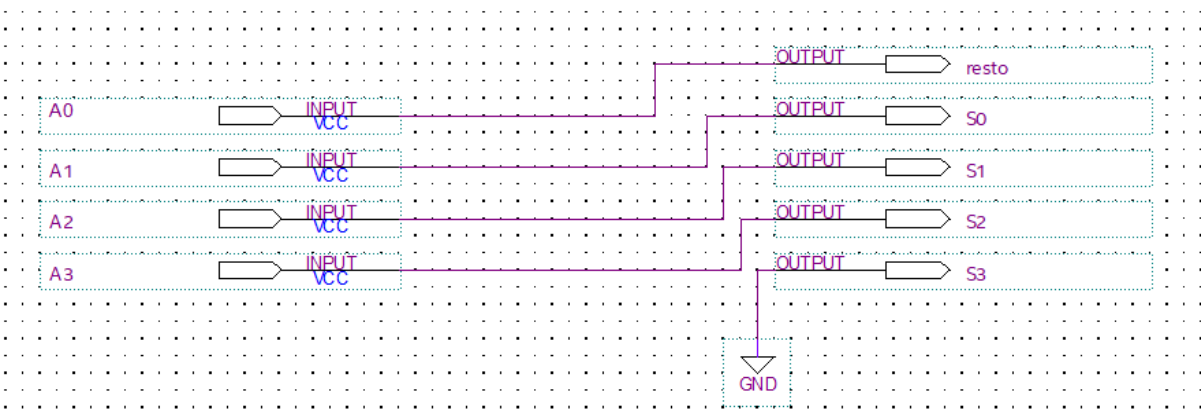 OUTPUT
resto
A0 INPUT
VCC
OUTPUT
S0
A1 INPUT
VCC
OUTPUT
S1
A2 INPUT
VCC
OUTPUT
S2
A3 INPUT
VCC
OUTPUT
S3
GND